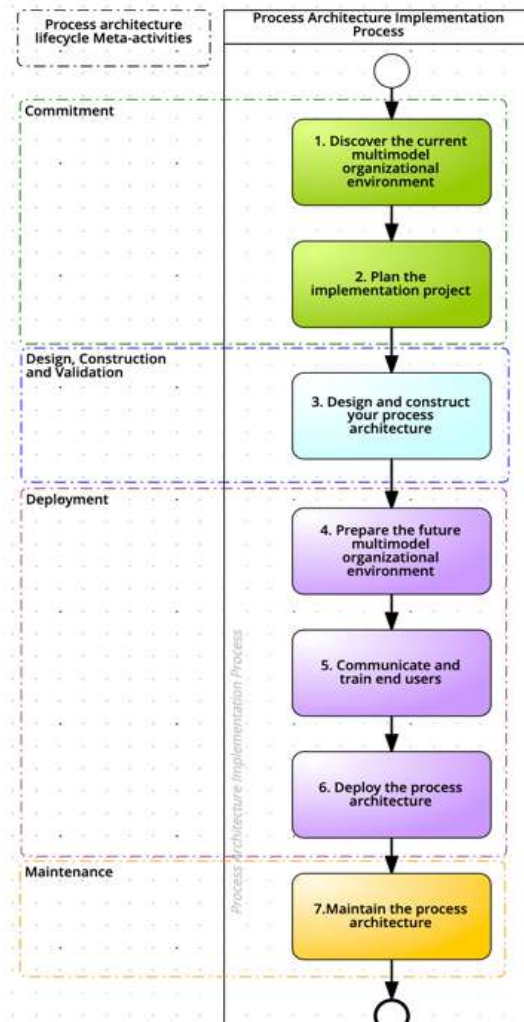 Process architecture
lifecycle Meta-activities
Process Architecture Implementation
Process
Commitment
1. Discover the current
multimodel
organizational
environment
2. Plan the
implementation project
Design, Construction
and Validation
3. Design and construct
your process
architecture
Deployment
4. Prepare the future
multimodel
organizational
environment
5. Communicate and
train end users
6. Deploy the process
architecture
Process Architecture Implementation Process
Maintenance
7.Maintain the process
architecture